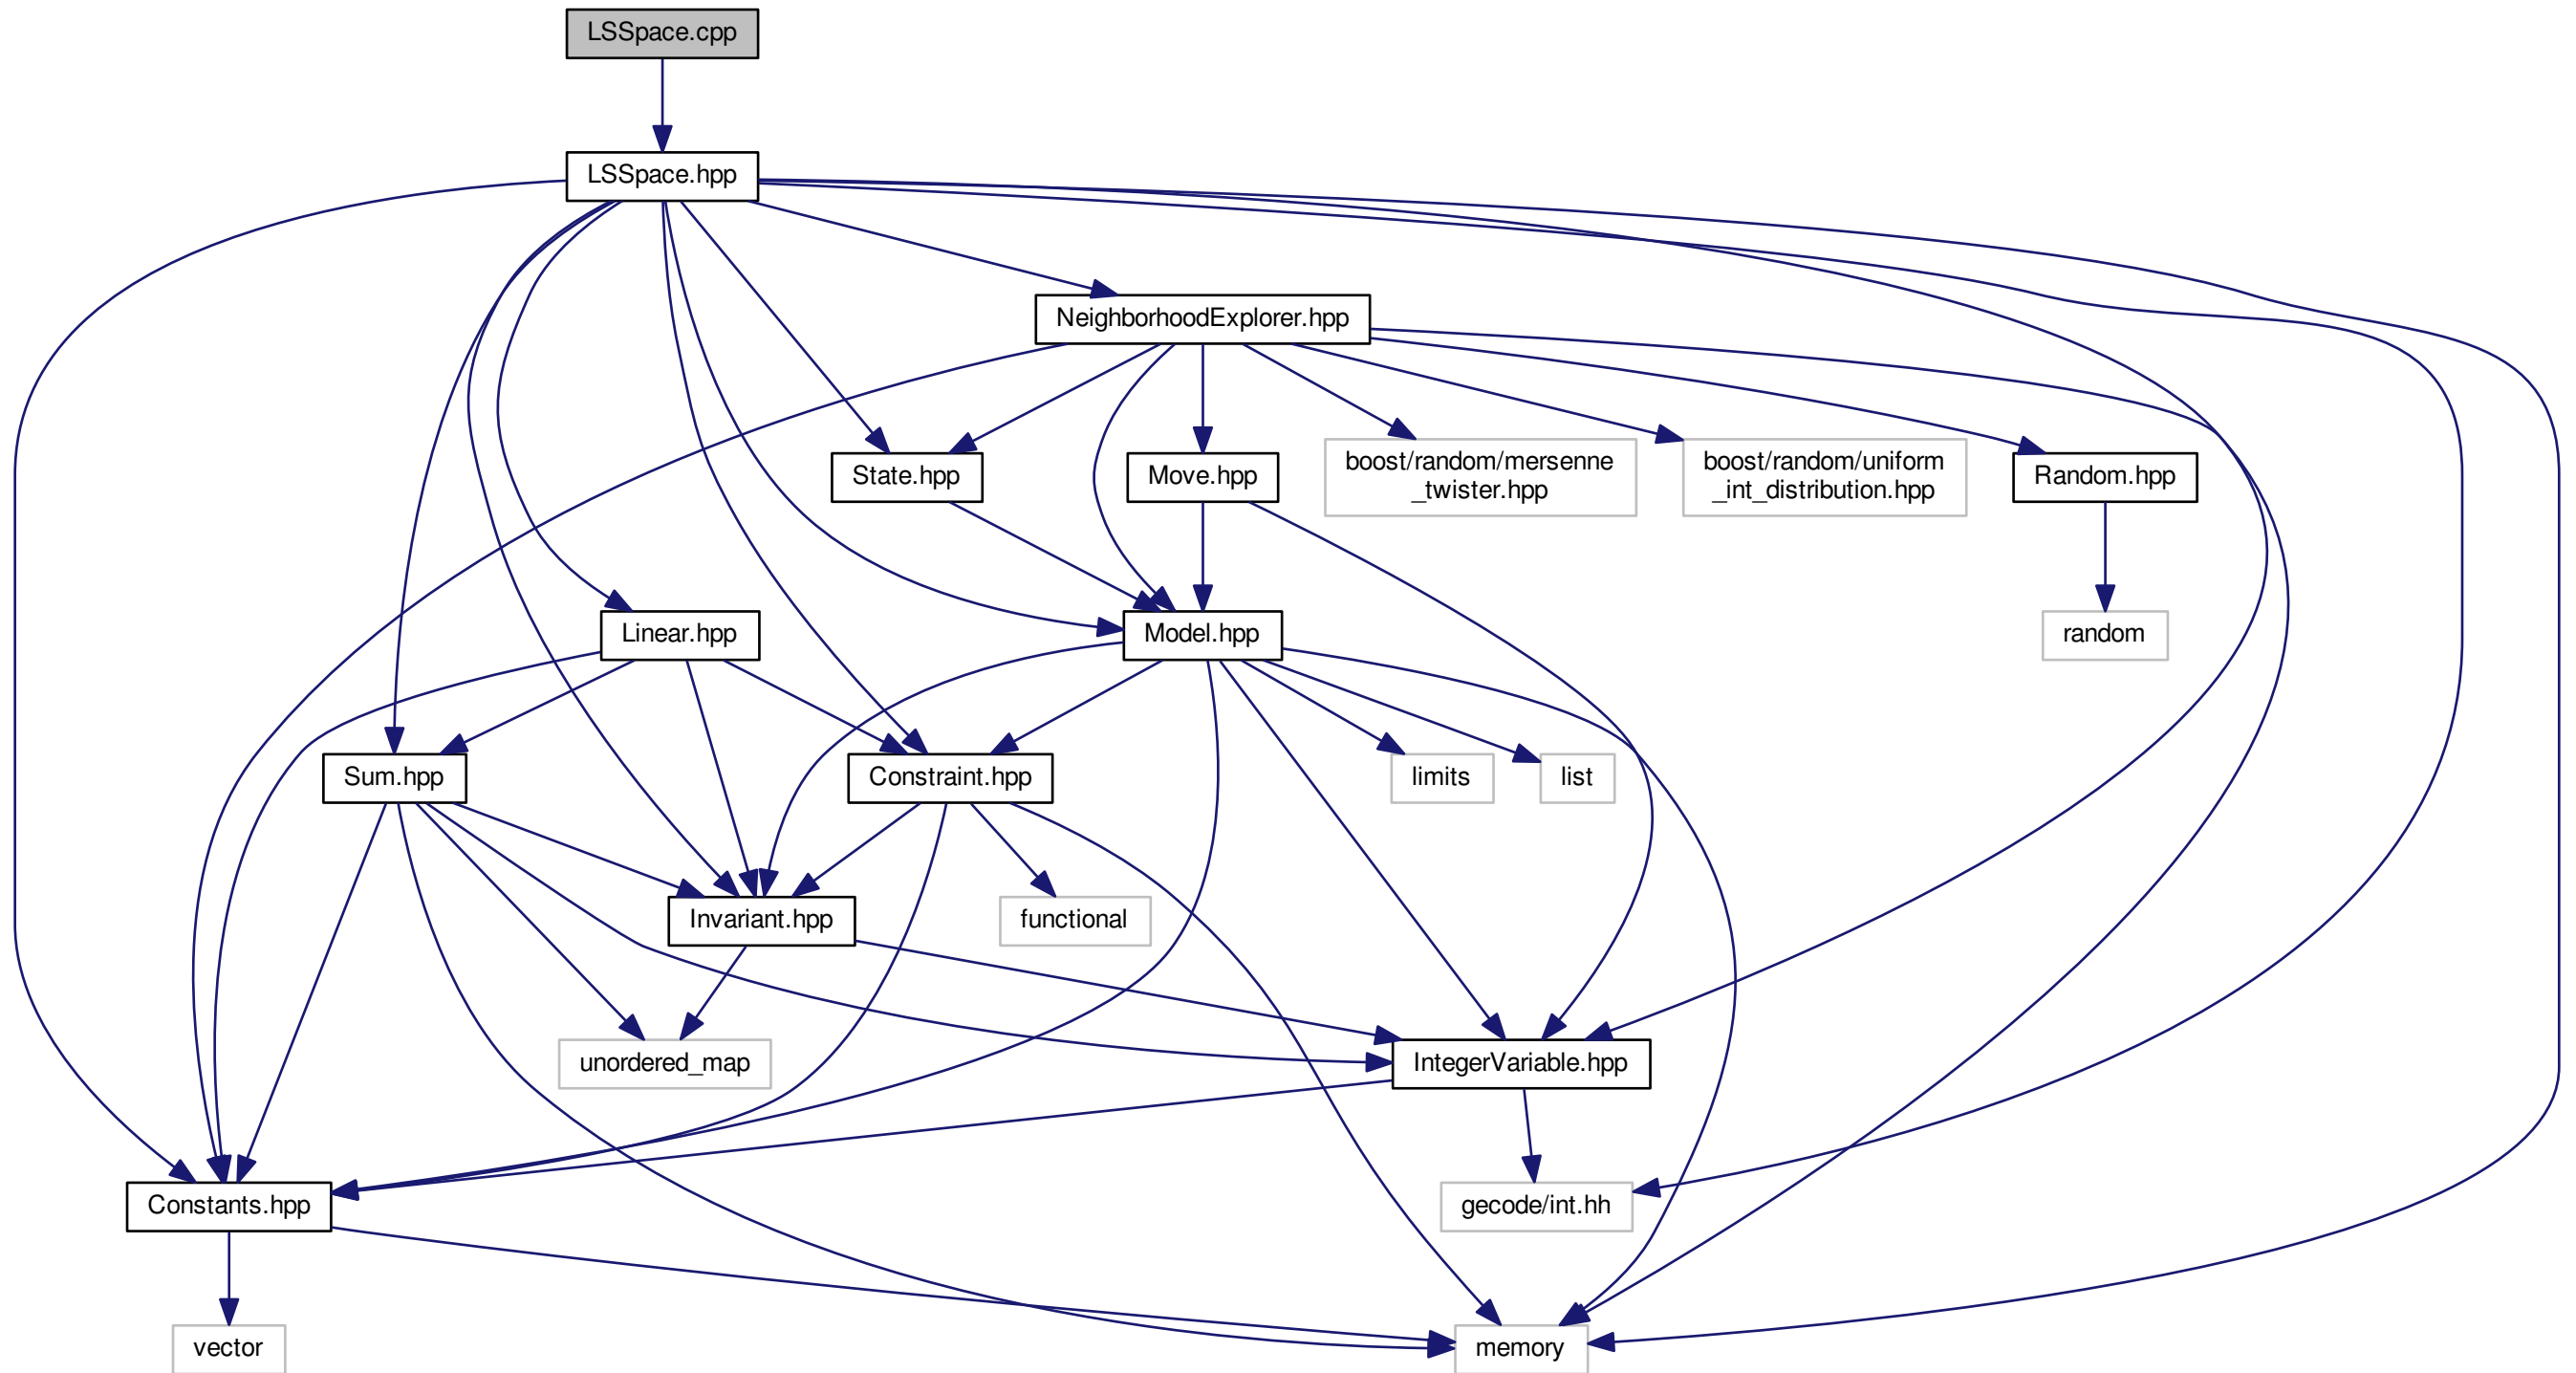 LSSpace.cpp
LSSpace.hpp
NeighborhoodExplorer.hpp
State.hpp
Move.hpp
boost/random/mersenne
_twister.hpp
boost/random/uniform
_int_distribution.hpp
Random.hpp
Linear.hpp
Model.hpp
random
Sum.hpp
Constraint.hpp
limits
list
Invariant.hpp
functional
unordered_map
IntegerVariable.hpp
Constants.hpp
gecode/int.hh
vector
memory